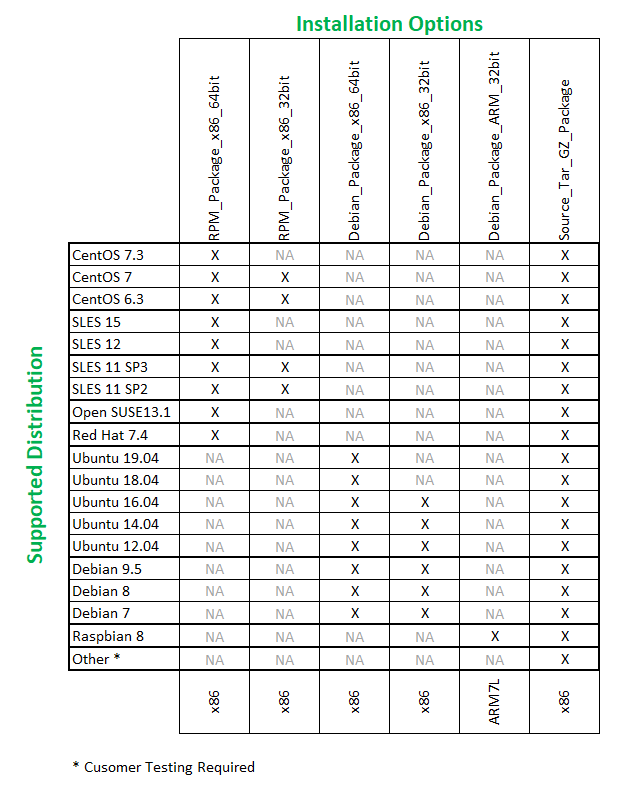 Installation Options
RPM_Package_x86_64bit RPM_Package_x86_32bit Debian_Package_x86_64bit Debian_Package_x86_32bit Debian_Package_ARM_32bit Source_Tar_GZ_Package
Supported Distribution
CentOS 7.3 X NA NA NA NA X
CentOS 7 X X NA NA NA X
CentOS 6.3 X X NA NA NA X
SLES 15 X NA NA NA NA X
SLES 12 X NA NA NA NA X
SLES 11 SP3 X X NA NA NA X
SLES 11 SP2 X X NA NA NA X
Open SUSE13.1 X NA NA NA NA X
Red Hat 7.4 X NA NA NA NA X
Ubuntu 19.04 NA NA X NA NA X
Ubuntu 18.04 NA NA X NA NA X
Ubuntu 16.04 NA NA X X NA X
Ubuntu 14.04 NA NA X X NA X
Ubuntu 12.04 NA NA X X NA X
Debian 9.5 NA NA X X NA X
Debian 8 NA NA X X NA X
Debian 7 NA NA X X NA X
Raspbian 8 NA NA NA NA X X
Other * NA NA NA NA NA X
x86 x86 x86 x86 ARM7L x86
* Cusomer Testing Required